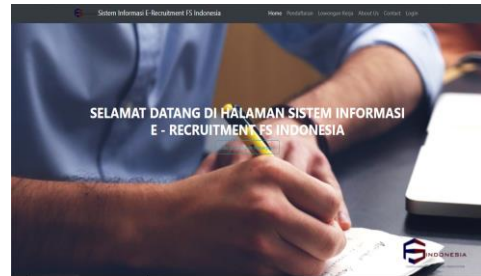 Sistem Informasi E-Recruitment FS Indonesia
Home Pendaftaran Lowongan Kerja About Us Contact Login
SELAMAT DATANG DI HALAMAN SISTEM INFORMASI
E - RECRUITMENT FS INDONESIA
INDONESIA